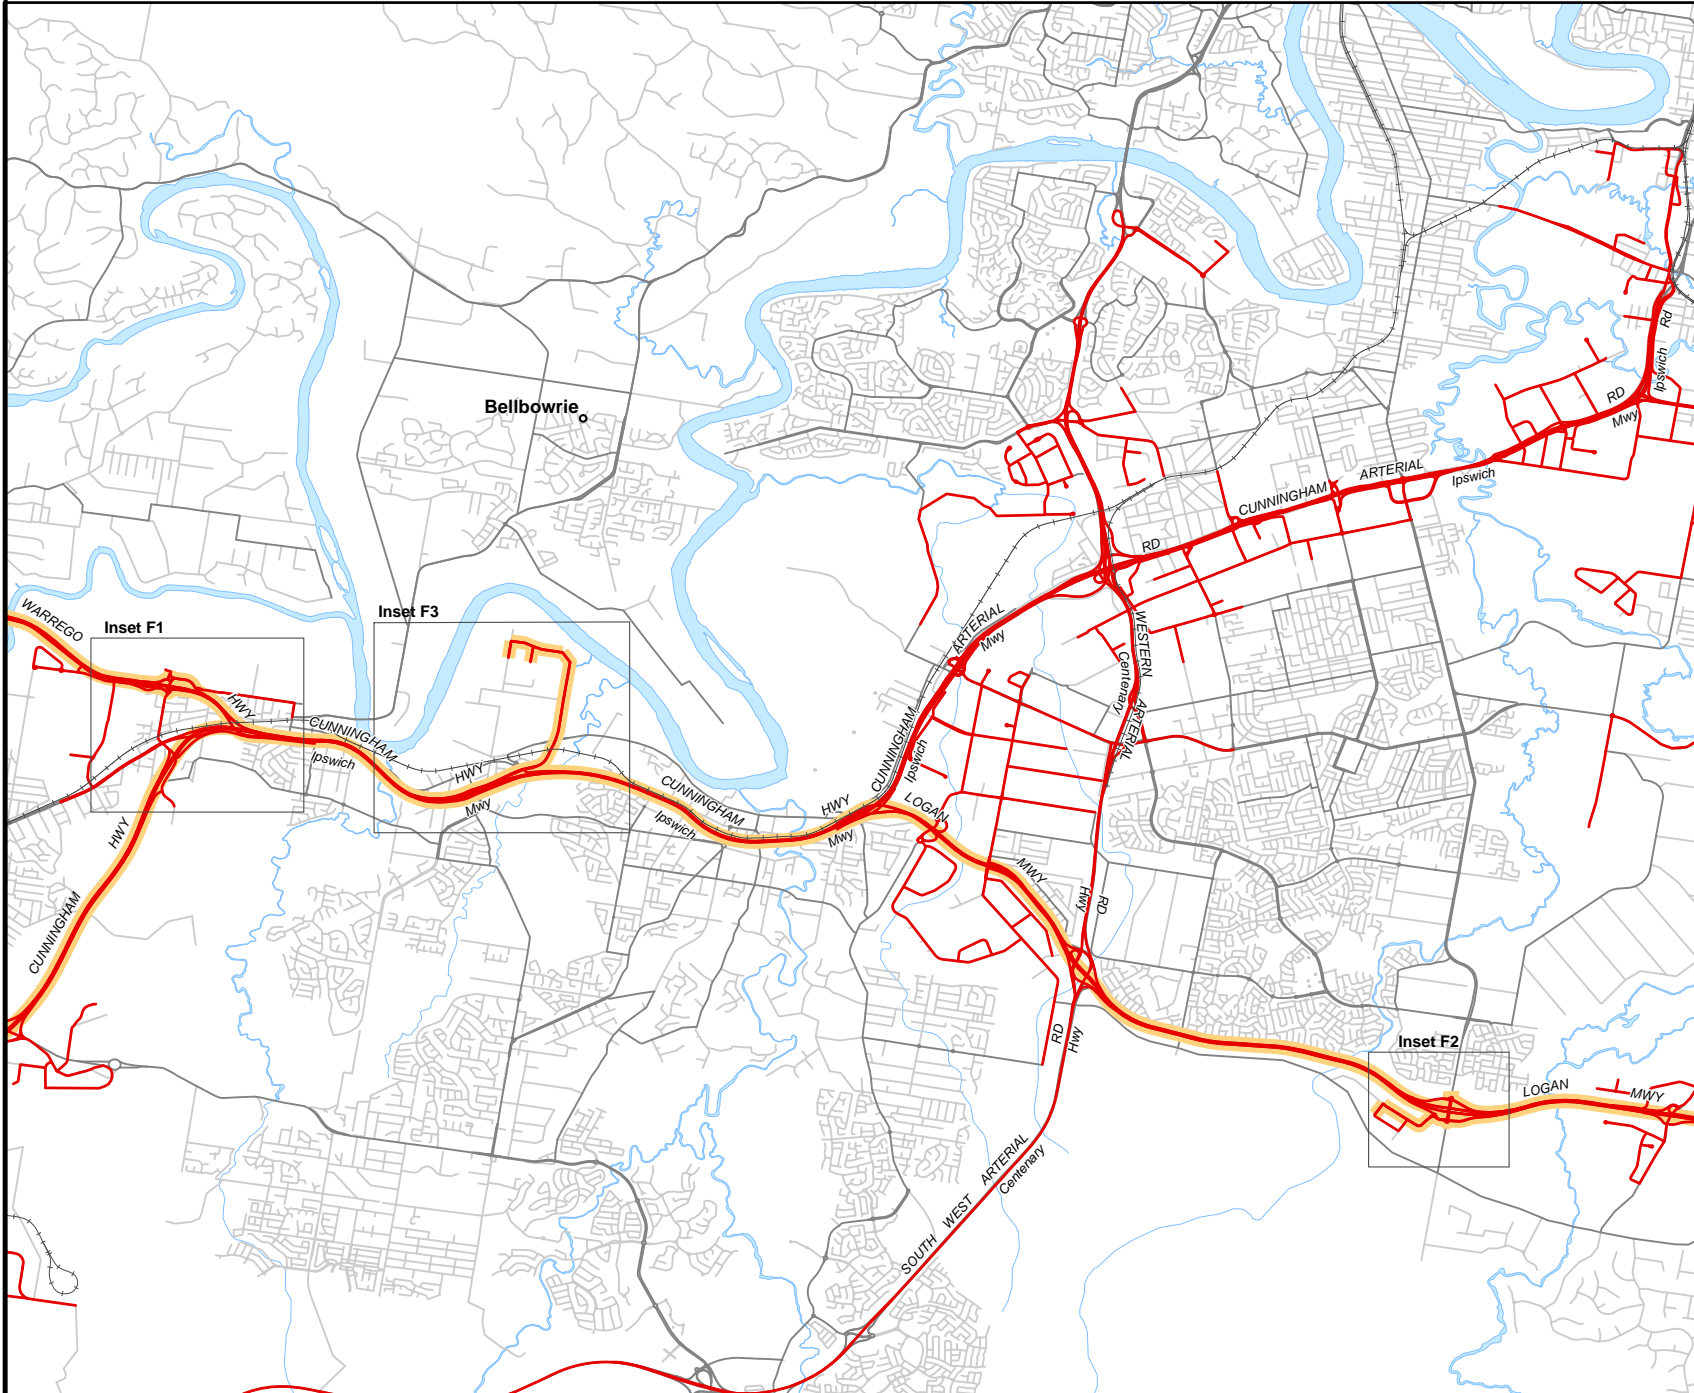 Bellbowrie
Inset F1
Inset F3
Inset F2
WARREGO
HWY
CUNNINGHAM
Ipswich
HWY
Mwy
CUNNINGHAM
Ipswich
HWY
Mwy
HWY
CUNNINGHAM
CUNNINGHAM
Ipswich
ARTERIAL
Mwy
RD
CUNNINGHAM
ARTERIAL
Ipswich
RD
Mwy
Ipswich
Rd
WESTERN
Centenary
ARTERIAL
LOGAN
MWY
Hwy
RD
RD
Hwy
SOUTH
WEST
ARTERIAL
Centenary
LOGAN
MWY